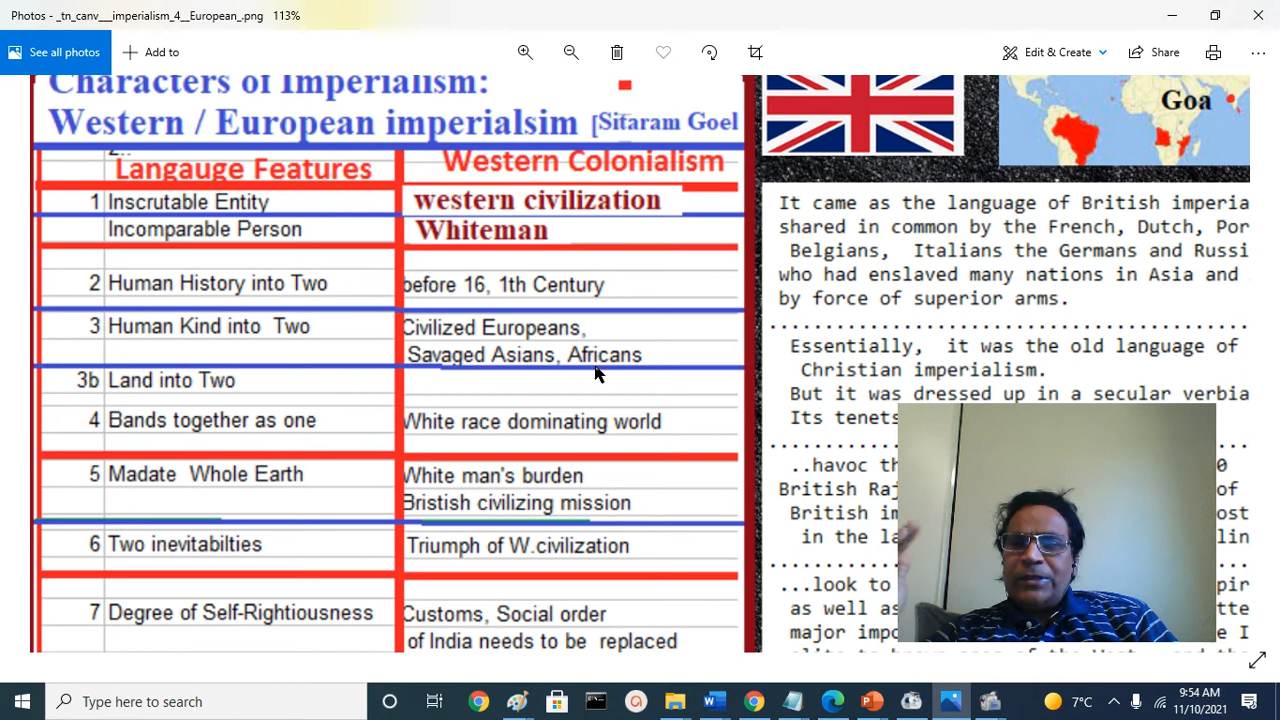 Photos - _tn_canv___imperialism_4__European_.png 113%
See all photos
Add to
Edit & Create
Share
Characters of Imperialism:
Western / European imperialsim [Sitaram Goel
Langauge Features
Western Colonialism
1 Inscrutable Entity western civilization
Incomparable Person Whiteman
2 Human History into Two before 16, 1th Century
3 Human Kind into Two Civilized Europeans,
Savaged Asians, Africans
3b Land into Two
4 Bands together as one White race dominating world
5 Madate Whole Earth White man's burden
Bristish civilizing mission
6 Two inevitabilties Triumph of W.civilization
7 Degree of Self-Rightiousness Customs, Social order
of India needs to be replaced
Goa
It came as the language of British imperia
shared in common by the French, Dutch, Por
Belgians, Italians the Germans and Russi
who had enslaved many nations in Asia and
by force of superior arms.
Essentially, it was the old language of
Christian imperialism.
But it was dressed up in a secular verbia
Its tenets
..havoc th 0
British Raj of
British im ost
in the la lin
...look to pir
as well as tte
major impo e I
Type here to search
7°C
9:54 AM
11/10/2021